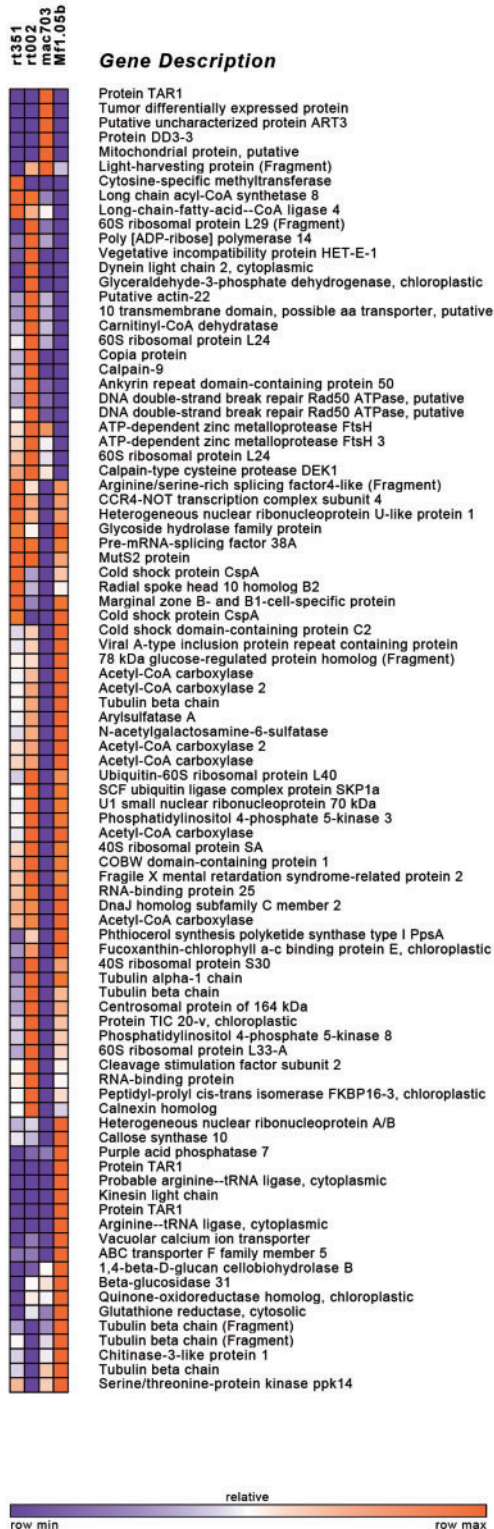 rt351
rt002
mac703
Mf1.05b
Gene Description
Protein TAR1
Tumor differentially expressed protein
Putative uncharacterized protein ART3
Protein DD3-3
Mitochondrial protein, putative
Light-harvesting protein (Fragment)
Cytosine-specific methyltransferase
Long chain acyl-CoA synthetase 8
Long-chain-fatty-acid--CoA ligase 4
60S ribosomal protein L29 (Fragment)
Poly [ADP-ribose] polymerase 14
Vegetative incompatibility protein HET-E-1
Dynein light chain 2, cytoplasmic
Glyceraldehyde-3-phosphate dehydrogenase, chloroplastic
Putative actin-22
10 transmembrane domain, possible aa transporter, putative
Carnitinyl-CoA dehydratase
60S ribosomal protein L24
Copia protein
Calpain-9
Ankyrin repeat domain-containing protein 50
DNA double-strand break repair Rad50 ATPase, putative
DNA double-strand break repair Rad50 ATPase, putative
ATP-dependent zinc metalloprotease FtsH
ATP-dependent zinc metalloprotease FtsH 3
60S ribosomal protein L24
Calpain-type cysteine protease DEK1
Arginine/serine-rich splicing factor4-like (Fragment)
CCR4-NOT transcription complex subunit 4
Heterogeneous nuclear ribonucleoprotein U-like protein 1
Glycoside hydrolase family protein
Pre-mRNA-splicing factor 38A
MutS2 protein
Cold shock protein CspA
Radial spoke head 10 homolog B2
Marginal zone B- and B1-cell-specific protein
Cold shock protein CspA
Cold shock domain-containing protein C2
Viral A-type inclusion protein repeat containing protein
78 kDa glucose-regulated protein homolog (Fragment)
Acetyl-CoA carboxylase
Acetyl-CoA carboxylase 2
Tubulin beta chain
Arylsulfatase A
N-acetylgalactosamine-6-sulfatase
Acetyl-CoA carboxylase 2
Acetyl-CoA carboxylase
Ubiquitin-60S ribosomal protein L40
SCF ubiquitin ligase complex protein SKP1a
U1 small nuclear ribonucleoprotein 70 kDa
Phosphatidylinositol 4-phosphate 5-kinase 3
Acetyl-CoA carboxylase
40S ribosomal protein SA
COBW domain-containing protein 1
Fragile X mental retardation syndrome-related protein 2
RNA-binding protein 25
DnaJ homolog subfamily C member 2
Acetyl-CoA carboxylase
Phthiocerol synthesis polyketide synthase type I PpsA
Fucoxanthin-chlorophyll a-c binding protein E, chloroplastic
40S ribosomal protein S30
Tubulin alpha-1 chain
Tubulin beta chain
Centrosomal protein of 164 kDa
Protein TIC 20-v, chloroplastic
Phosphatidylinositol 4-phosphate 5-kinase 8
60S ribosomal protein L33-A
Cleavage stimulation factor subunit 2
RNA-binding protein
Peptidyl-prolyl cis-trans isomerase FKBP16-3, chloroplastic
Calnexin homolog
Heterogeneous nuclear ribonucleoprotein A/B
Callose synthase 10
Purple acid phosphatase 7
Protein TAR1
Probable arginine--tRNA ligase, cytoplasmic
Kinesin light chain
Protein TAR1
Arginine--tRNA ligase, cytoplasmic
Vacuolar calcium ion transporter
ABC transporter F family member 5
1,4-beta-D-glucan cellobiohydrolase B
Beta-glucosidase 31
Quinone-oxidoreductase homolog, chloroplastic
Glutathione reductase, cytosolic
Tubulin beta chain (Fragment)
Tubulin beta chain (Fragment)
Chitinase-3-like protein 1
Tubulin beta chain
Serine/threonine-protein kinase ppk14
relative
row min row max